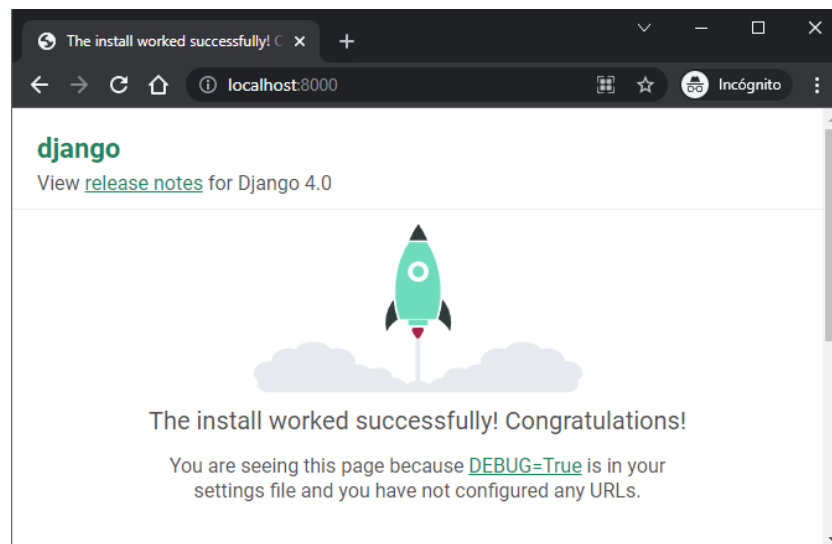 The install worked successfully! C
localhost:8000
Incógnito
django
View release notes for Django 4.0
The install worked successfully! Congratulations!
You are seeing this page because DEBUG=True is in your
settings file and you have not configured any URLs.